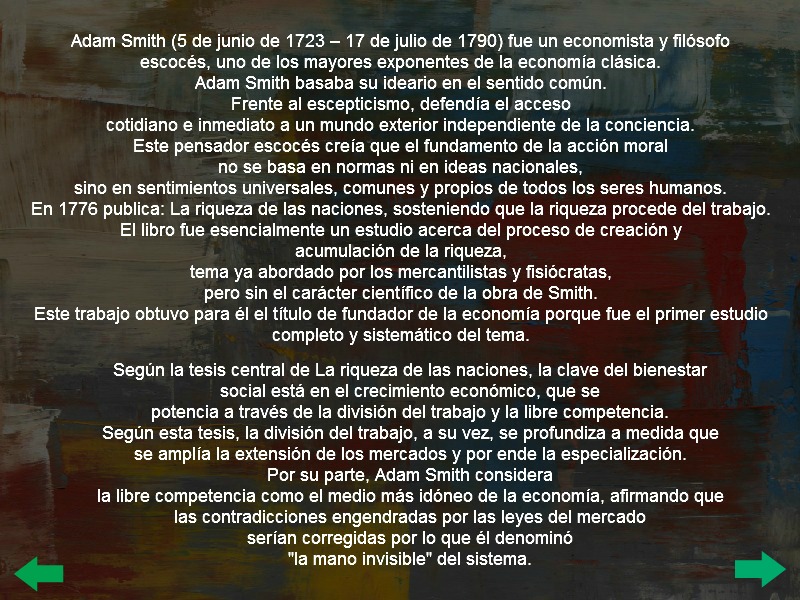 Adam Smith (5 de junio de 1723 – 17 de julio de 1790) fue un economista y filósofo
escocés, uno de los mayores exponentes de la economía clásica.
Adam Smith basaba su ideario en el sentido común.
Frente al escepticismo, defendía el acceso
cotidiano e inmediato a un mundo exterior independiente de la conciencia.
Este pensador escocés creía que el fundamento de la acción moral
no se basa en normas ni en ideas nacionales,
sino en sentimientos universales, comunes y propios de todos los seres humanos.
En 1776 publica: La riqueza de las naciones, sosteniendo que la riqueza procede del trabajo.
El libro fue esencialmente un estudio acerca del proceso de creación y
acumulación de la riqueza,
tema ya abordado por los mercantilistas y fisiócratas,
pero sin el carácter científico de la obra de Smith.
Este trabajo obtuvo para él el título de fundador de la economía porque fue el primer estudio
completo y sistemático del tema.
Según la tesis central de La riqueza de las naciones, la clave del bienestar
social está en el crecimiento económico, que se
potencia a través de la división del trabajo y la libre competencia.
Según esta tesis, la división del trabajo, a su vez, se profundiza a medida que
se amplía la extensión de los mercados y por ende la especialización.
Por su parte, Adam Smith considera
la libre competencia como el medio más idóneo de la economía, afirmando que
las contradicciones engendradas por las leyes del mercado
serían corregidas por lo que él denominó
"la mano invisible" del sistema.